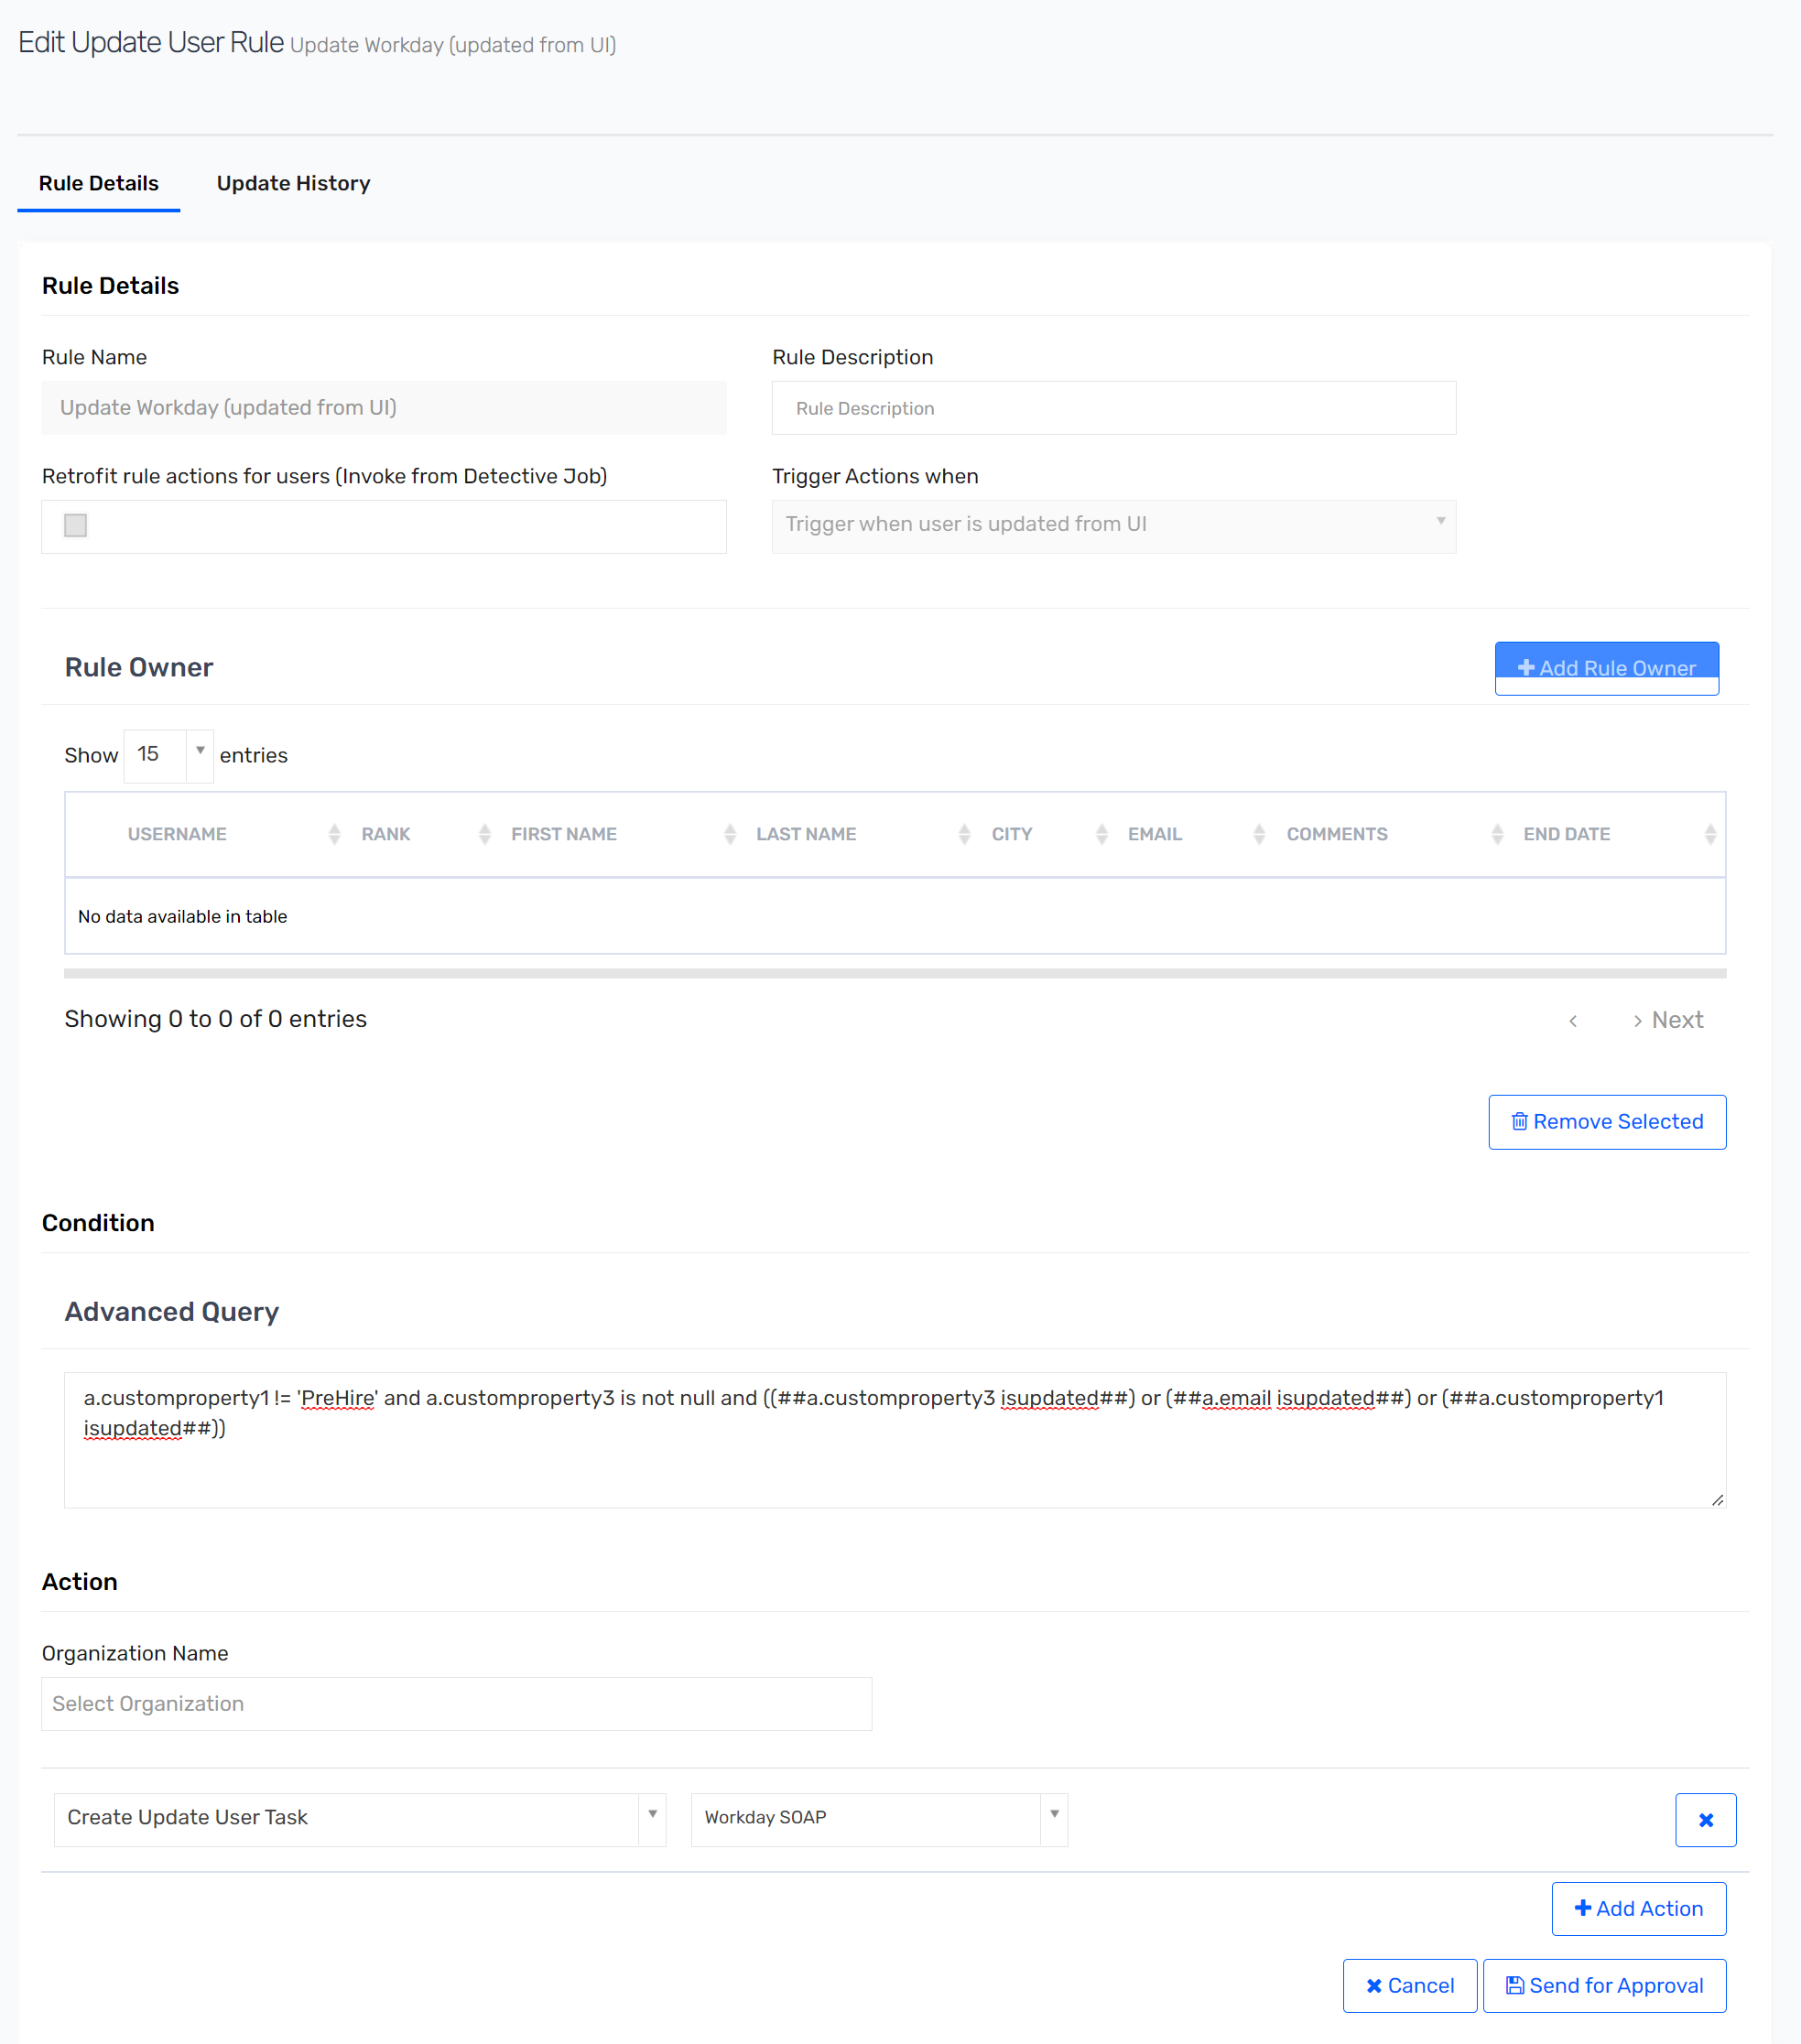 Edit Update User Rule Update Workday (updated from UI)
Rule Details Update History
Rule Details
Rule Name Rule Description
Update Workday (updated from UI) Rule Description
Retrofit rule actions for users (Invoke from Detective Job) Trigger Actions when
Trigger when user is updated from UI
Rule Owner Add Rule Owner
Show 15 entries
USERNAME RANK FIRST NAME LAST NAME CITY EMAIL COMMENTS END DATE
No data available in table
Showing 0 to 0 of 0 entries ‹ › Next
Remove Selected
Condition
Advanced Query
a.customproperty1 != 'PreHire' and a.customproperty3 is not null and ((##a.customproperty3 isupdated##) or (##a.email isupdated##) or (##a.customproperty1
isupdated##))
Action
Organization Name
Select Organization
Create Update User Task Workday SOAP
Add Action
Cancel Send for Approval